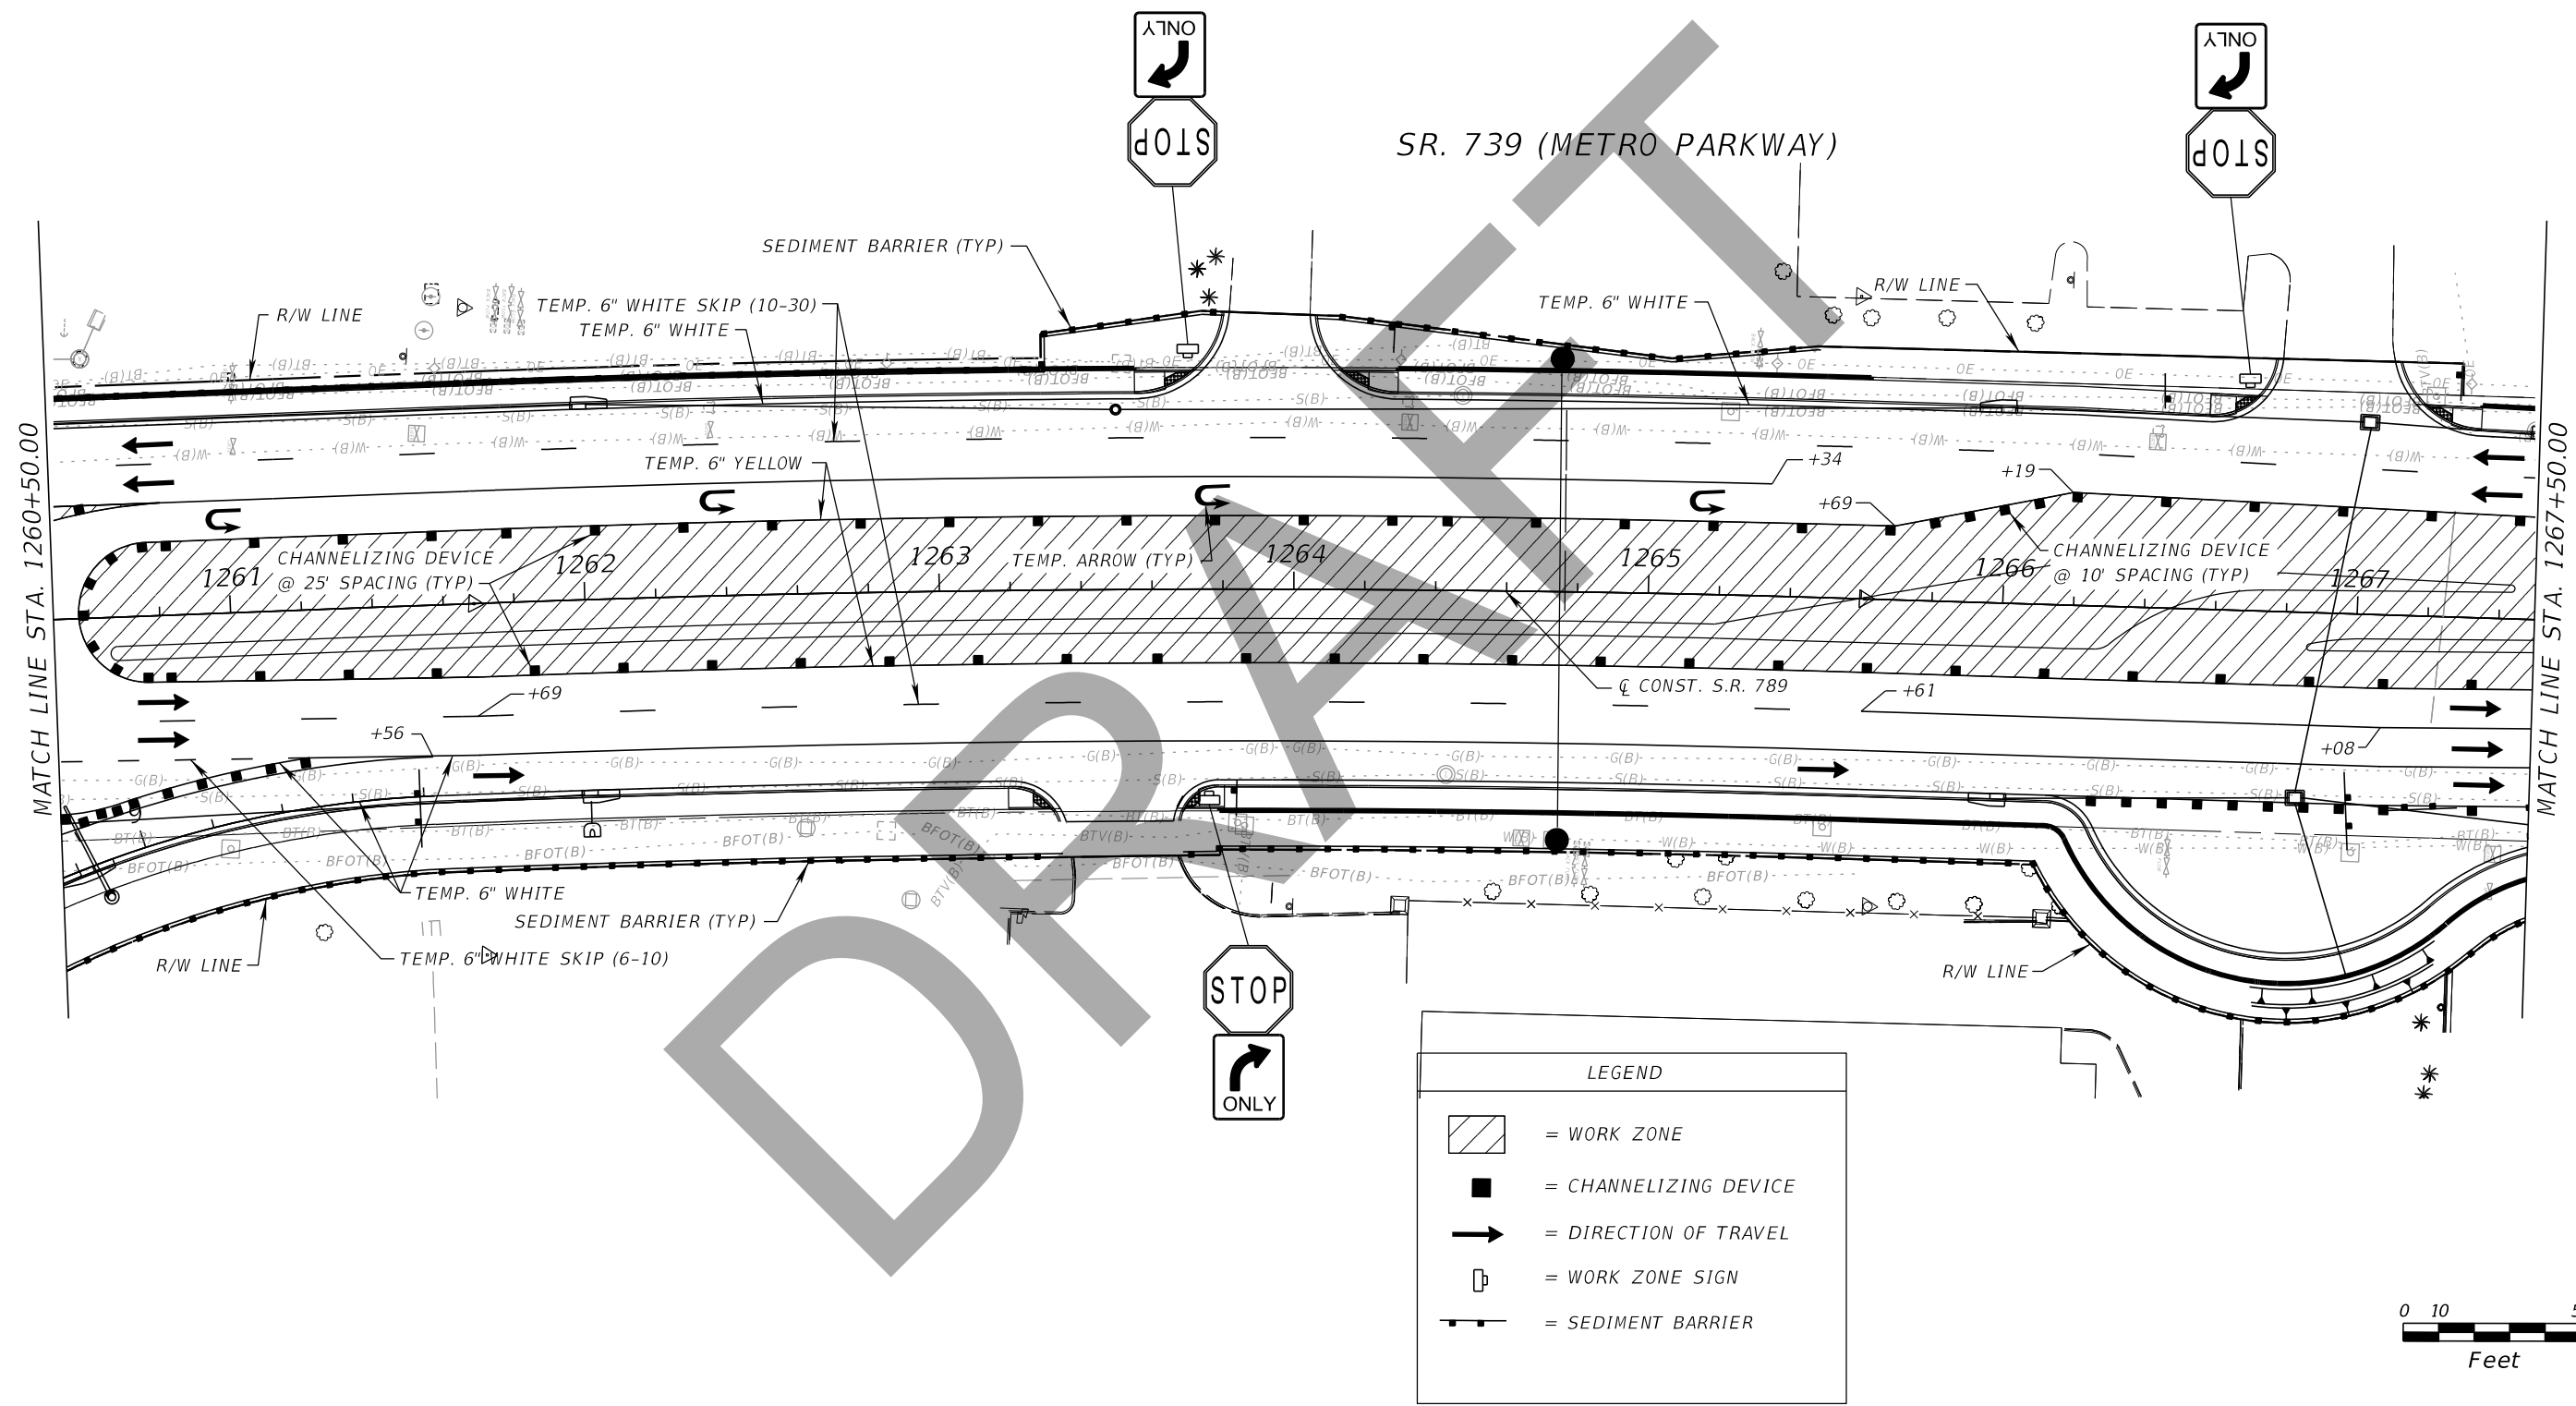 ONLY
STOP
ONLY
STOP
SR. 739 (METRO PARKWAY)
SEDIMENT BARRIER (TYP)
R/W LINE
TEMP. 6" WHITE SKIP (10-30)
TEMP. 6" WHITE
TEMP. 6" WHITE
R/W LINE
TEMP. 6" YELLOW
+34
+19
+69
CHANNELIZING DEVICE
@ 25' SPACING (TYP)
1261
1262
1263
TEMP. ARROW (TYP)
1264
1265
1266
CHANNELIZING DEVICE
@ 10' SPACING (TYP)
1267
MATCH LINE STA. 1260+50.00
MATCH LINE STA. 1267+50.00
+69
℄ CONST. S.R. 789
+61
+56
+08
9
TEMP. 6" WHITE
SEDIMENT BARRIER (TYP)
TEMP. 6" WHITE SKIP (6-10)
R/W LINE
R/W LINE
STOP
ONLY
BT(B)
BFOT(B)
OE
S(B)
W(B)
G(B)
BTV(B)
LEGEND
= WORK ZONE
= CHANNELIZING DEVICE
= DIRECTION OF TRAVEL
= WORK ZONE SIGN
= SEDIMENT BARRIER
0 10
Feet
DRAFT